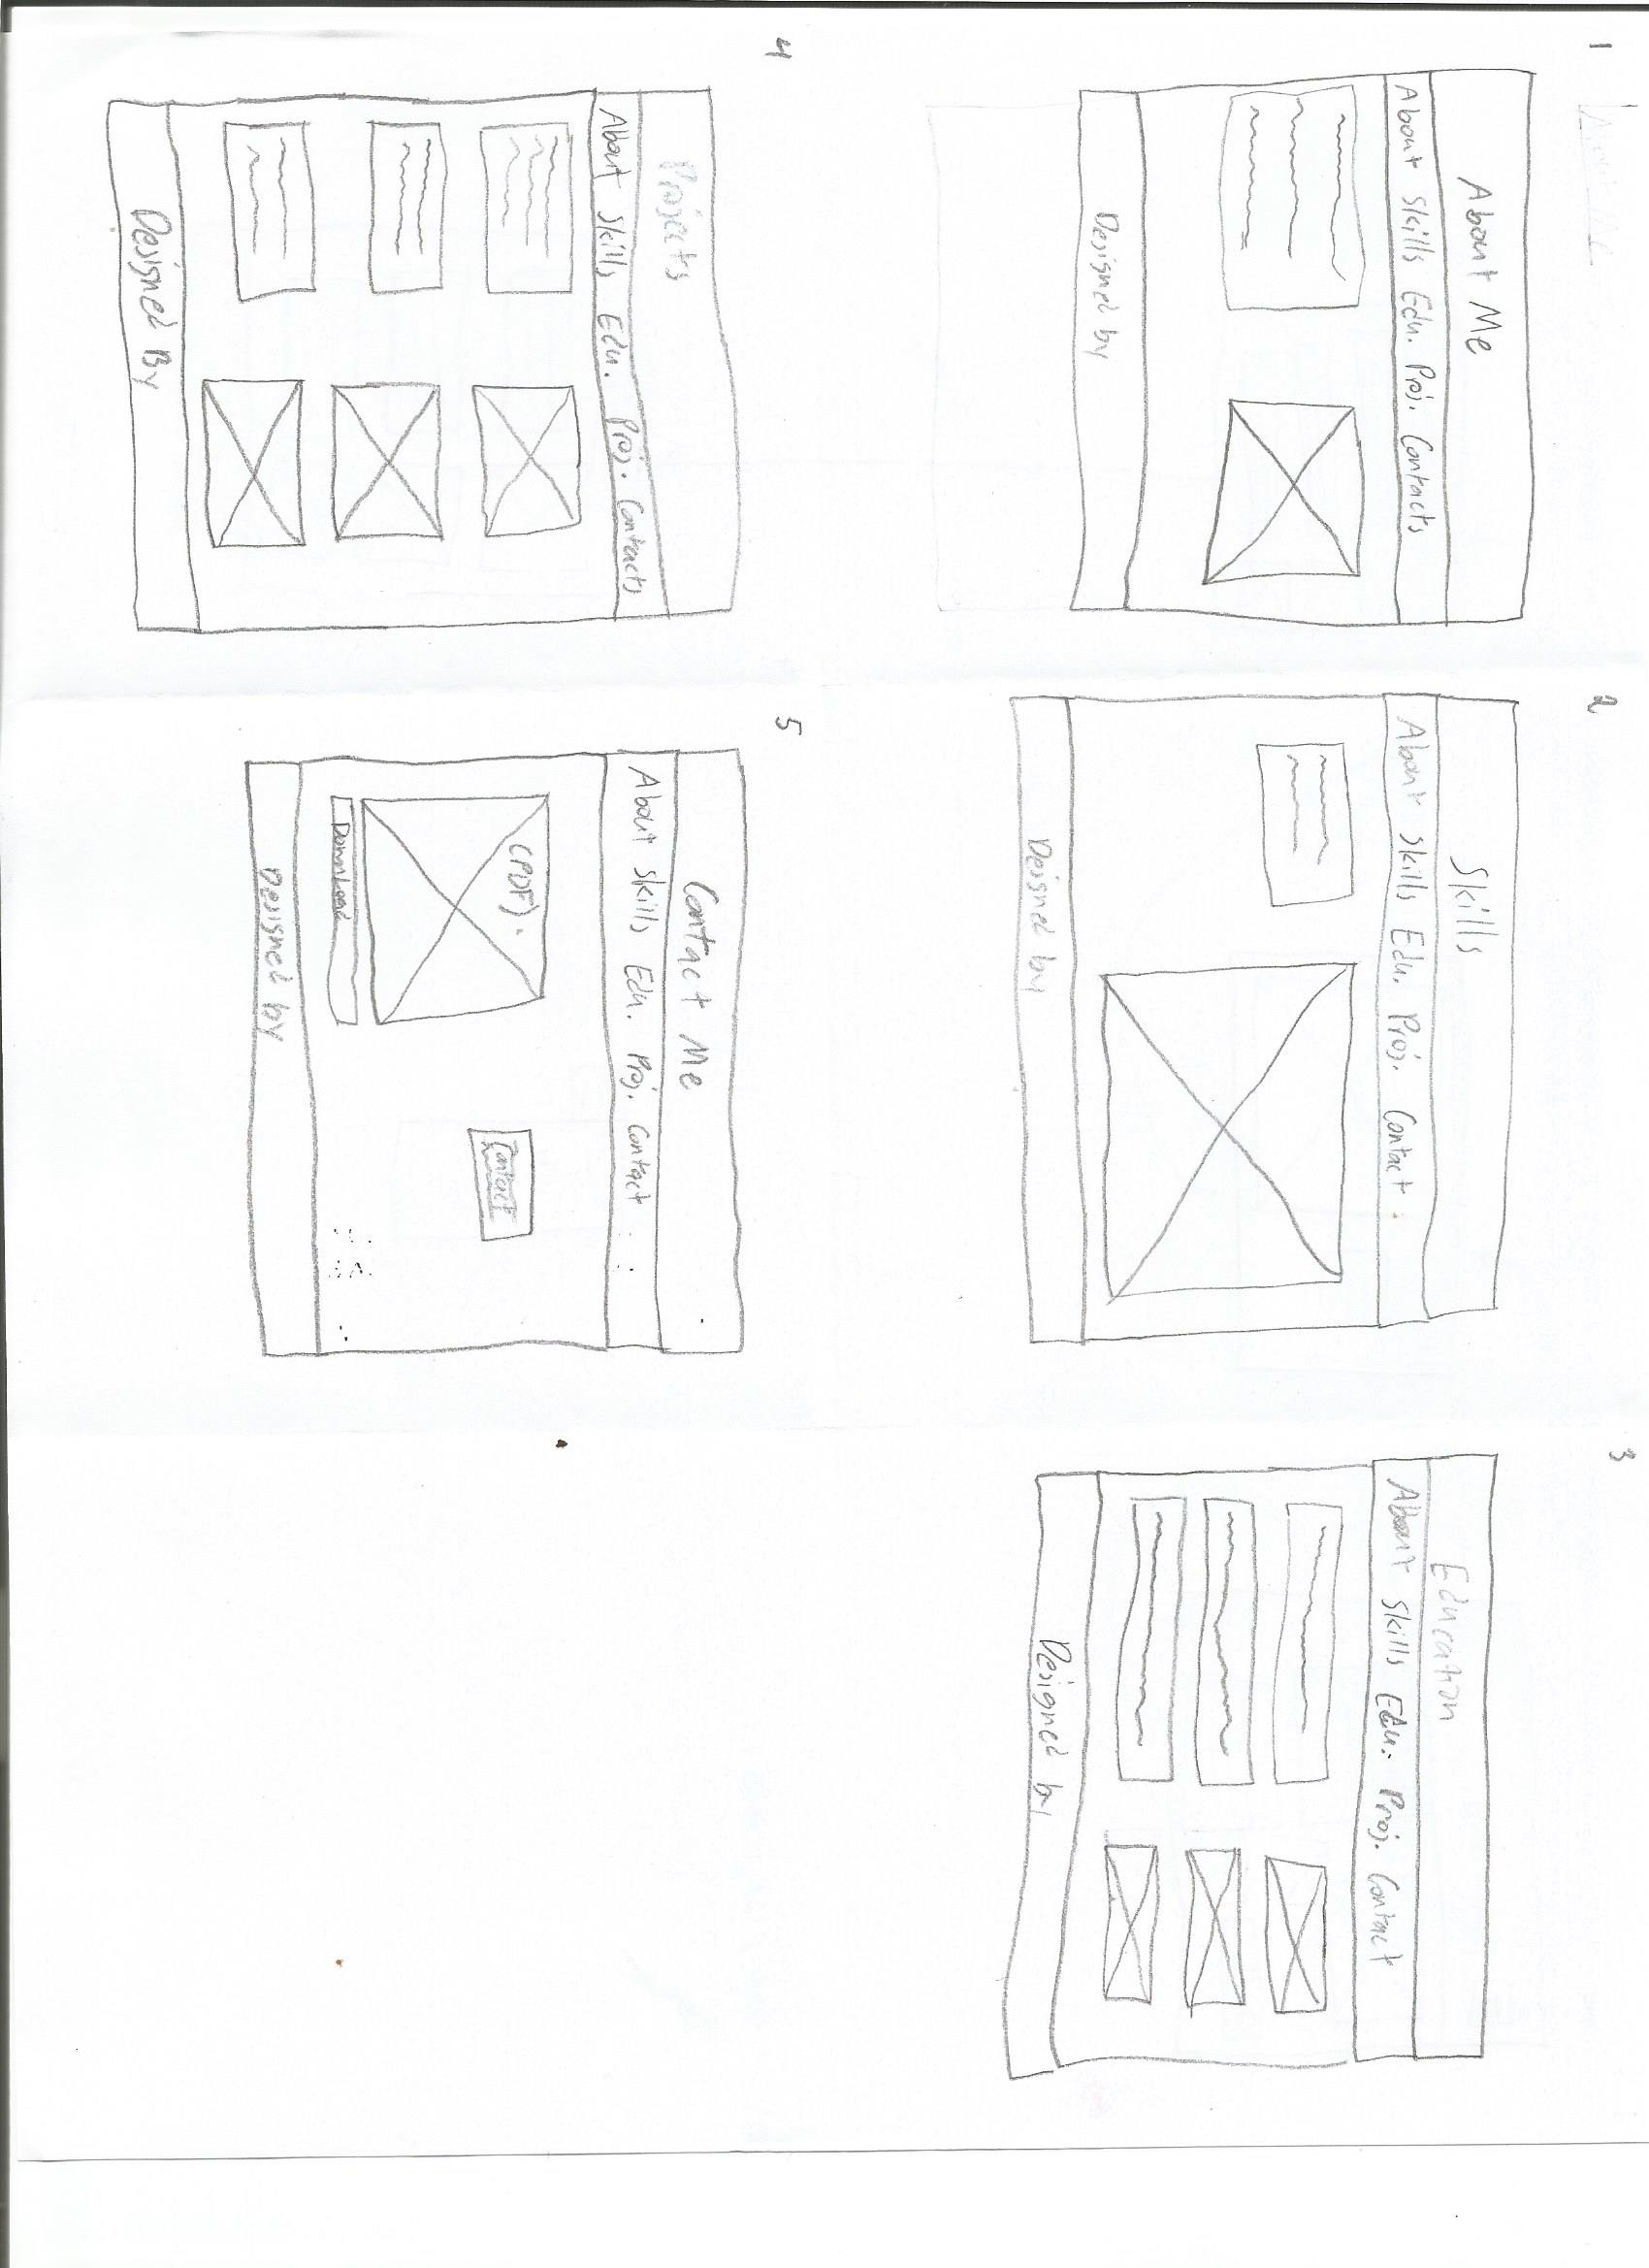 1
About Me
About Skills Edu. Proj. Contacts
Designed by
2
Skills
About Skills Edu. Proj. Contact.
Designed by
3
Education
About Skills Edu. Proj. Contact
Designed by
4
Projects
About Skills Edu. Proj. Contacts
Designed By
5
Contact Me
About Skills Edu. Proj. Contact
(PDF).
Contact
Download
Designed by